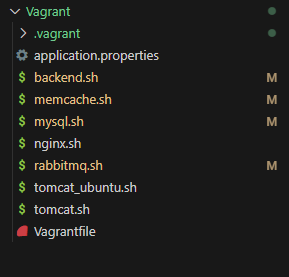 Vagrant
.vagrant
application.properties
$ backend.sh M
$ memcache.sh M
$ mysql.sh M
$ nginx.sh
$ rabbitmq.sh M
$ tomcat_ubuntu.sh
$ tomcat.sh
Vagrantfile